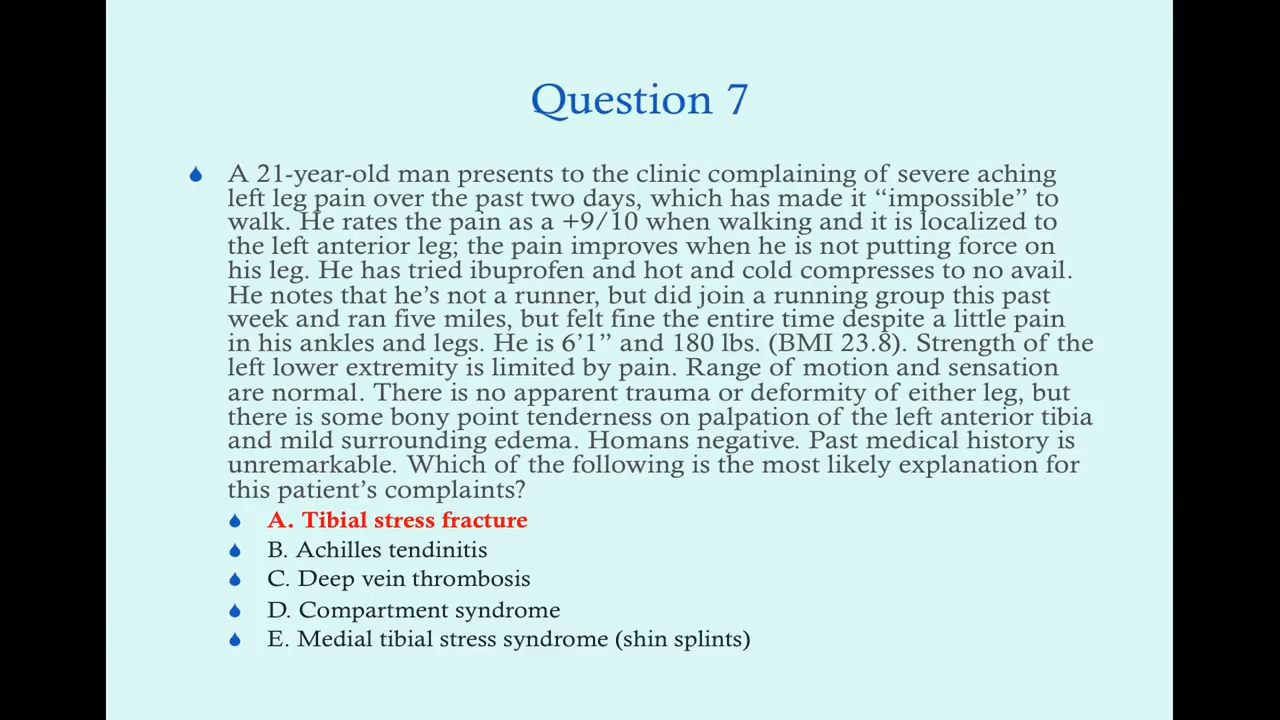 Question 7
A 21-year-old man presents to the clinic complaining of severe aching
left leg pain over the past two days, which has made it “impossible” to
walk. He rates the pain as a +9/10 when walking and it is localized to
the left anterior leg; the pain improves when he is not putting force on
his leg. He has tried ibuprofen and hot and cold compresses to no avail.
He notes that he’s not a runner, but did join a running group this past
week and ran five miles, but felt fine the entire time despite a little pain
in his ankles and legs. He is 6’1” and 180 lbs. (BMI 23.8). Strength of the
left lower extremity is limited by pain. Range of motion and sensation
are normal. There is no apparent trauma or deformity of either leg, but
there is some bony point tenderness on palpation of the left anterior tibia
and mild surrounding edema. Homans negative. Past medical history is
unremarkable. Which of the following is the most likely explanation for
this patient’s complaints?
A. Tibial stress fracture
B. Achilles tendinitis
C. Deep vein thrombosis
D. Compartment syndrome
E. Medial tibial stress syndrome (shin splints)